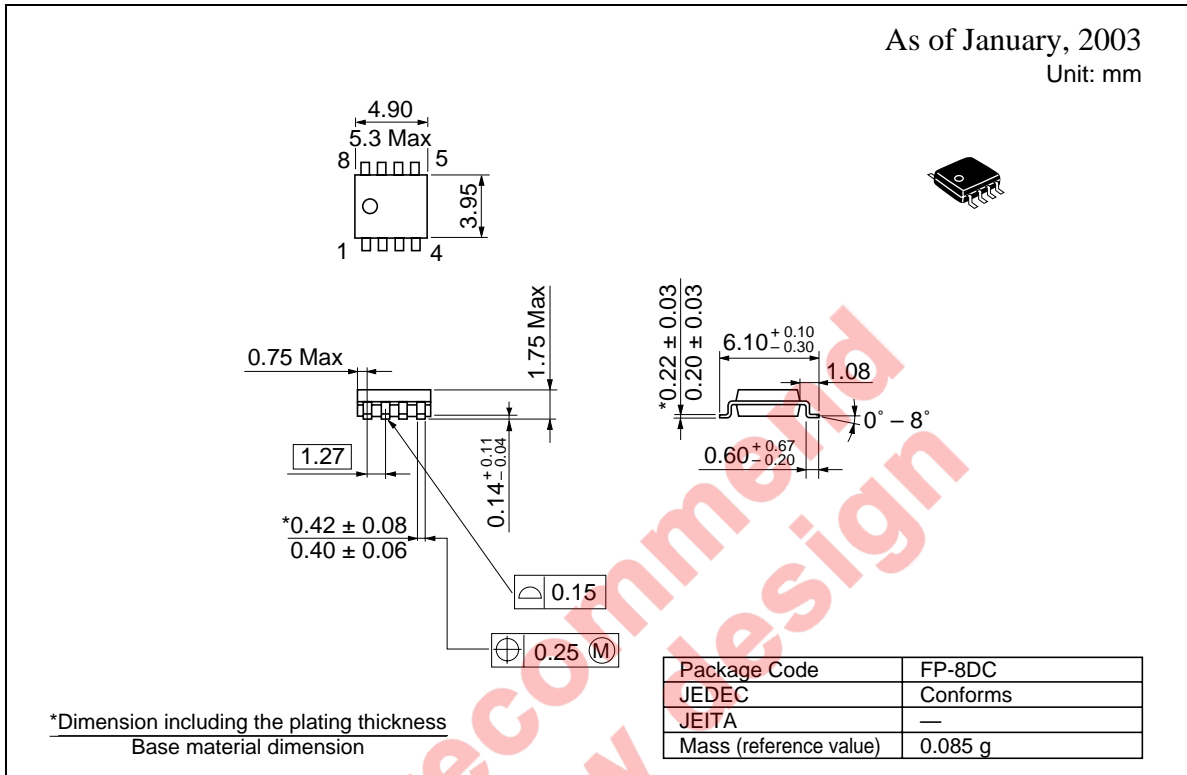 As of January, 2003
Unit: mm
4.90
5.3 Max
8
5
3.95
1
4
0.75 Max
1.75 Max
1.27
0.14 + 0.11 – 0.04
*0.42 ± 0.08
0.40 ± 0.06
0.15
0.25 Ⓜ
*0.22 ± 0.03
0.20 ± 0.03
6.10 + 0.10 – 0.30
1.08
0˚ – 8˚
0.60 + 0.67 – 0.20
Package Code FP-8DC
JEDEC Conforms
JEITA —
Mass (reference value) 0.085 g
*Dimension including the plating thickness
Base material dimension
ecommend
design